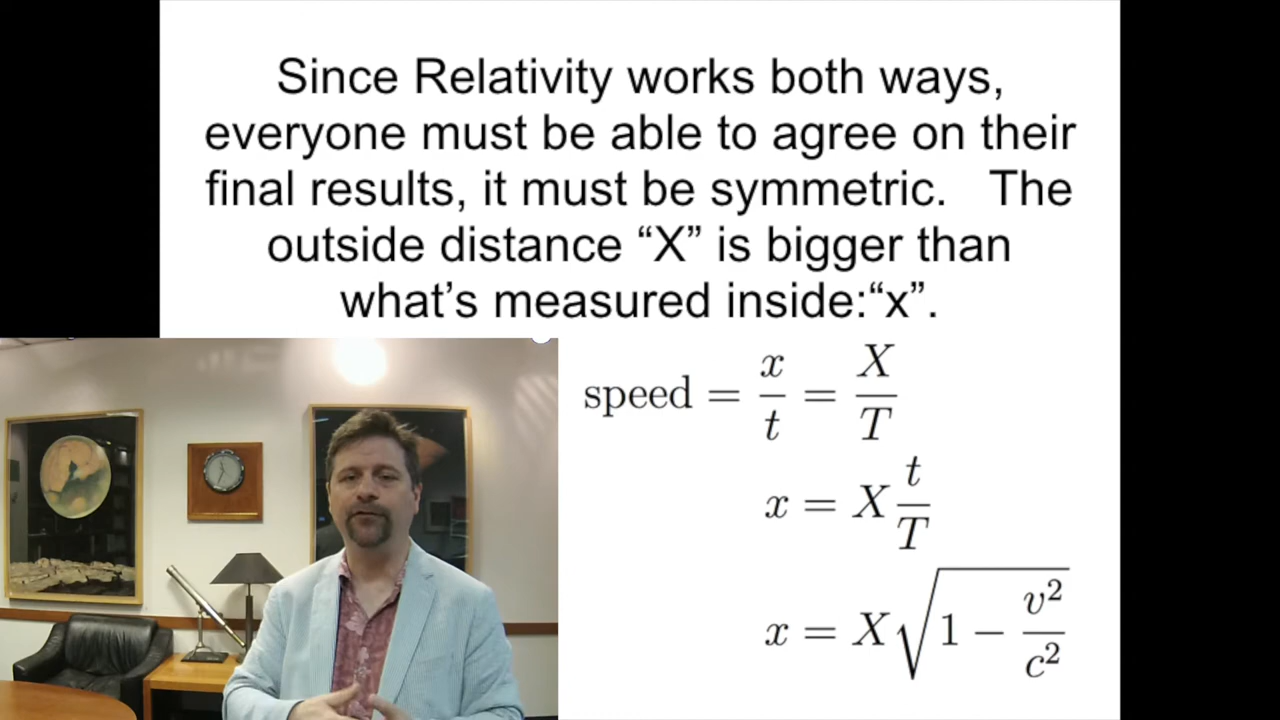 Since Relativity works both ways,
everyone must be able to agree on their
final results, it must be symmetric. The
outside distance “X” is bigger than
what’s measured inside:“x”.
speed = x/t = X/T
x = X t/T
x = X√(1 − v²/c²)